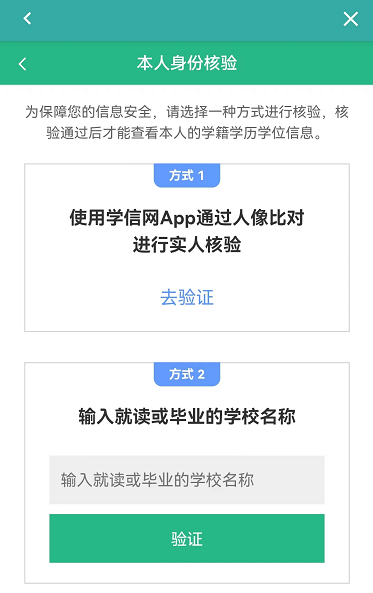 本人身份核验
为保障您的信息安全，请选择一种方式进行核验，核
验通过后才能查看本人的学籍学历学位信息。
方式 1
使用学信网App通过人像比对
进行实人核验
去验证
方式 2
输入就读或毕业的学校名称
输入就读或毕业的学校名称
验证